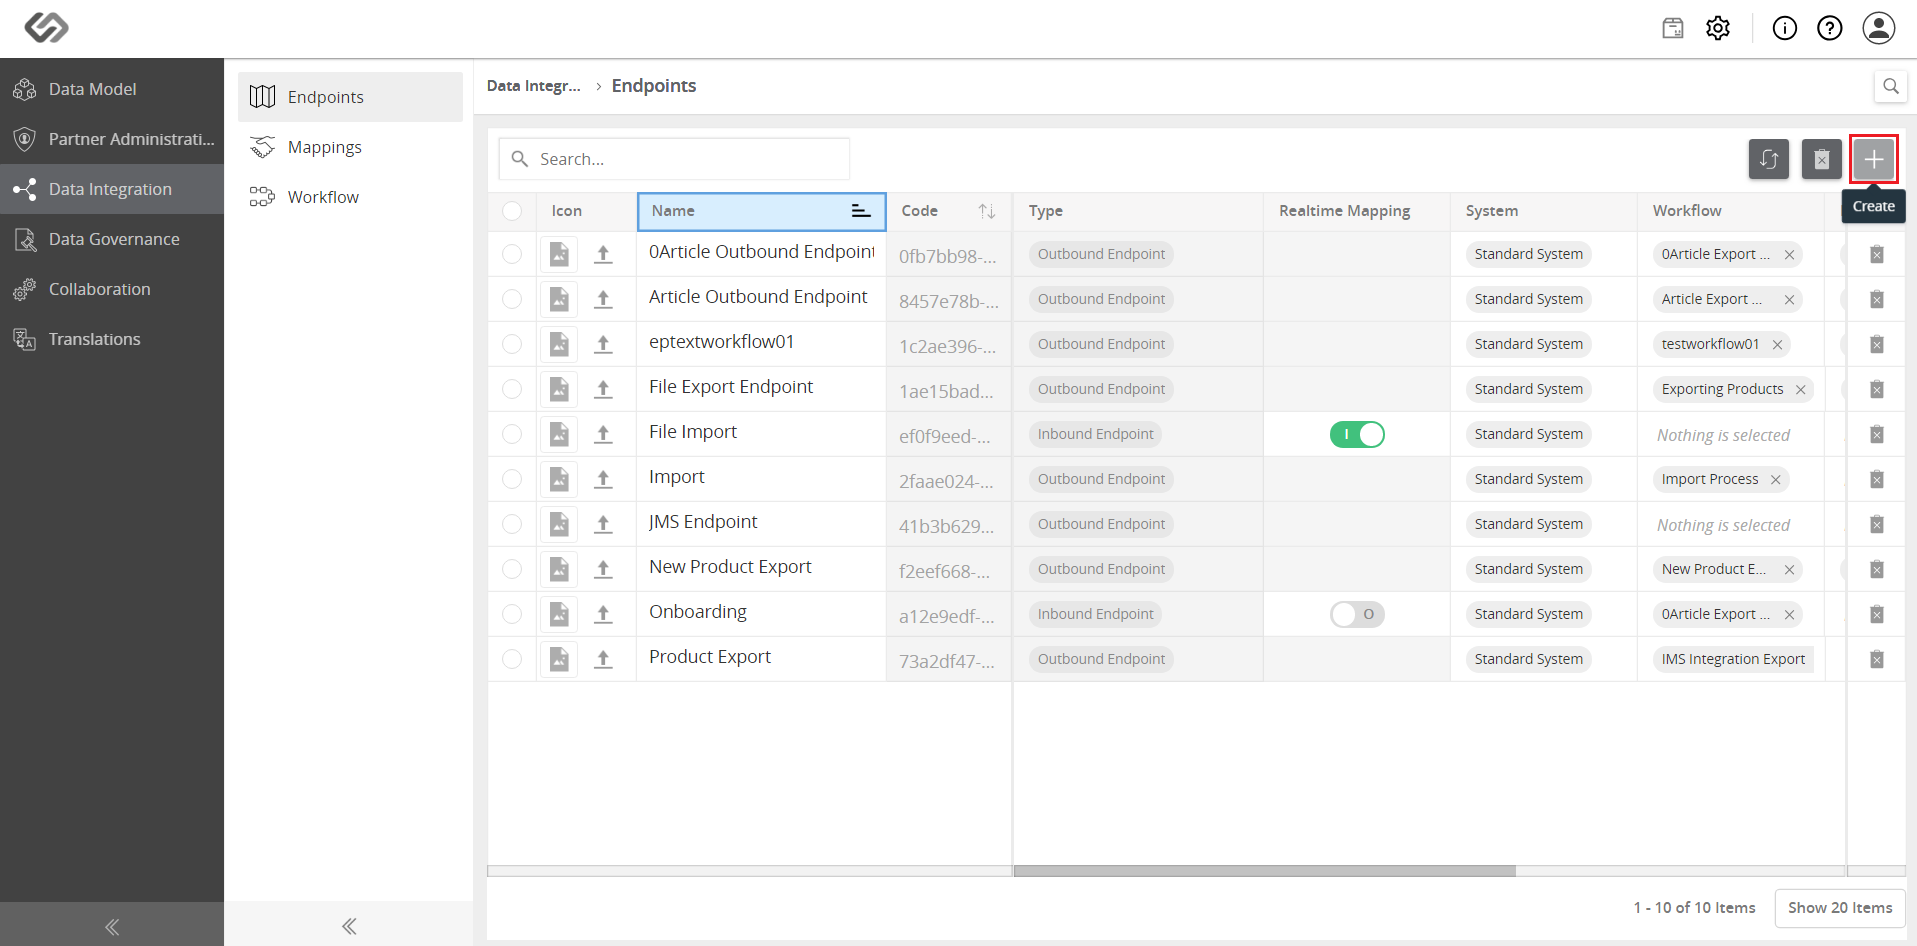 Data Model
Partner Administrati...
Data Integration
Data Governance
Collaboration
Translations
Endpoints
Mappings
Workflow
Data Integr... > Endpoints
Search...
Create
Icon Name Code Type Realtime Mapping System Workflow
0Article Outbound Endpoint 0fb7bb98-... Outbound Endpoint Standard System 0Article Export ...
Article Outbound Endpoint 8457e78b-... Outbound Endpoint Standard System Article Export ...
eptextworkflow01 1c2ae396-... Outbound Endpoint Standard System testworkflow01
File Export Endpoint 1ae15bad... Outbound Endpoint Standard System Exporting Products
File Import ef0f9eed-... Inbound Endpoint I Standard System Nothing is selected
Import 2faae024-... Outbound Endpoint Standard System Import Process
JMS Endpoint 41b3b629... Outbound Endpoint Standard System Nothing is selected
New Product Export f2eef668-... Outbound Endpoint Standard System New Product E...
Onboarding a12e9edf-... Inbound Endpoint O Standard System 0Article Export ...
Product Export 73a2df47-... Outbound Endpoint Standard System IMS Integration Export
1 - 10 of 10 Items Show 20 Items